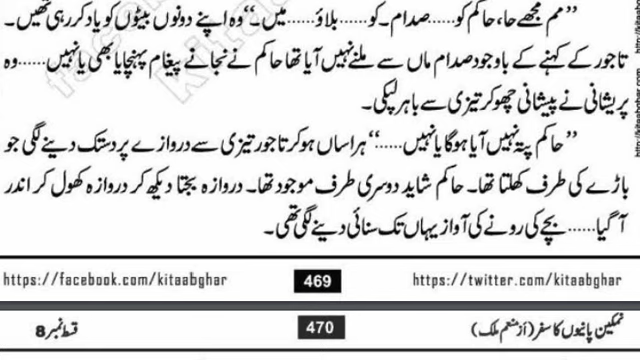 ”مم مجھے حا، حاکم کو......صدام۔کو......بلاؤ......میں۔“ وہ اپنے دونوں بیٹوں کو یاد کر رہی تھیں۔
تاجور کے کہنے کے باوجود صدام ماں سے ملنے نہیں آیا تھا حاکم نے نجانے پیغام پہنچایا بھی یا نہیں......وہ
پریشانی نے پیشانی چھو کر تیزی سے باہر لپکی۔
”حاکم پتہ نہیں آیا ہو گا یا نہیں......“ ہراساں ہو کر تاجور تیزی سے دروازے پر دستک دینے لگی جو
باڑے کی طرف کھلتا تھا۔ حاکم شاید دوسری طرف موجود تھا۔ دروازہ بجتا دیکھ کر دروازہ کھول کر اندر
آ گیا......بچے کی رونے کی آواز یہاں تک سنائی دینے لگی تھی۔
https://facebook.com/kitaabghar 469 https://twitter.com/kitaabghar
نمکین پانیوں کا سفر (از منعم ملک) 470 قسط نمبر 8